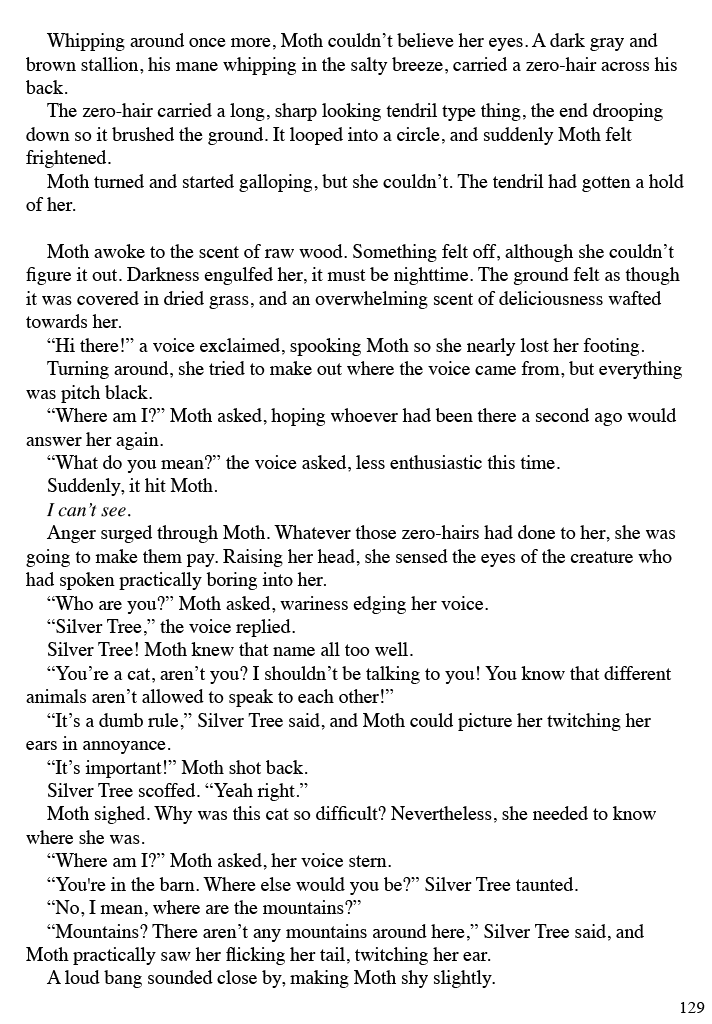 Whipping around once more, Moth couldn’t believe her eyes. A dark gray and
brown stallion, his mane whipping in the salty breeze, carried a zero-hair across his
back.
The zero-hair carried a long, sharp looking tendril type thing, the end drooping
down so it brushed the ground. It looped into a circle, and suddenly Moth felt
frightened.
Moth turned and started galloping, but she couldn’t. The tendril had gotten a hold
of her.
Moth awoke to the scent of raw wood. Something felt off, although she couldn’t
figure it out. Darkness engulfed her, it must be nighttime. The ground felt as though
it was covered in dried grass, and an overwhelming scent of deliciousness wafted
towards her.
“Hi there!” a voice exclaimed, spooking Moth so she nearly lost her footing.
Turning around, she tried to make out where the voice came from, but everything
was pitch black.
“Where am I?” Moth asked, hoping whoever had been there a second ago would
answer her again.
“What do you mean?” the voice asked, less enthusiastic this time.
Suddenly, it hit Moth.
I can’t see.
Anger surged through Moth. Whatever those zero-hairs had done to her, she was
going to make them pay. Raising her head, she sensed the eyes of the creature who
had spoken practically boring into her.
“Who are you?” Moth asked, wariness edging her voice.
“Silver Tree,” the voice replied.
Silver Tree! Moth knew that name all too well.
“You’re a cat, aren’t you? I shouldn’t be talking to you! You know that different
animals aren’t allowed to speak to each other!”
“It’s a dumb rule,” Silver Tree said, and Moth could picture her twitching her
ears in annoyance.
“It’s important!” Moth shot back.
Silver Tree scoffed. “Yeah right.”
Moth sighed. Why was this cat so difficult? Nevertheless, she needed to know
where she was.
“Where am I?” Moth asked, her voice stern.
“You're in the barn. Where else would you be?” Silver Tree taunted.
“No, I mean, where are the mountains?”
“Mountains? There aren’t any mountains around here,” Silver Tree said, and
Moth practically saw her flicking her tail, twitching her ear.
A loud bang sounded close by, making Moth shy slightly.
129